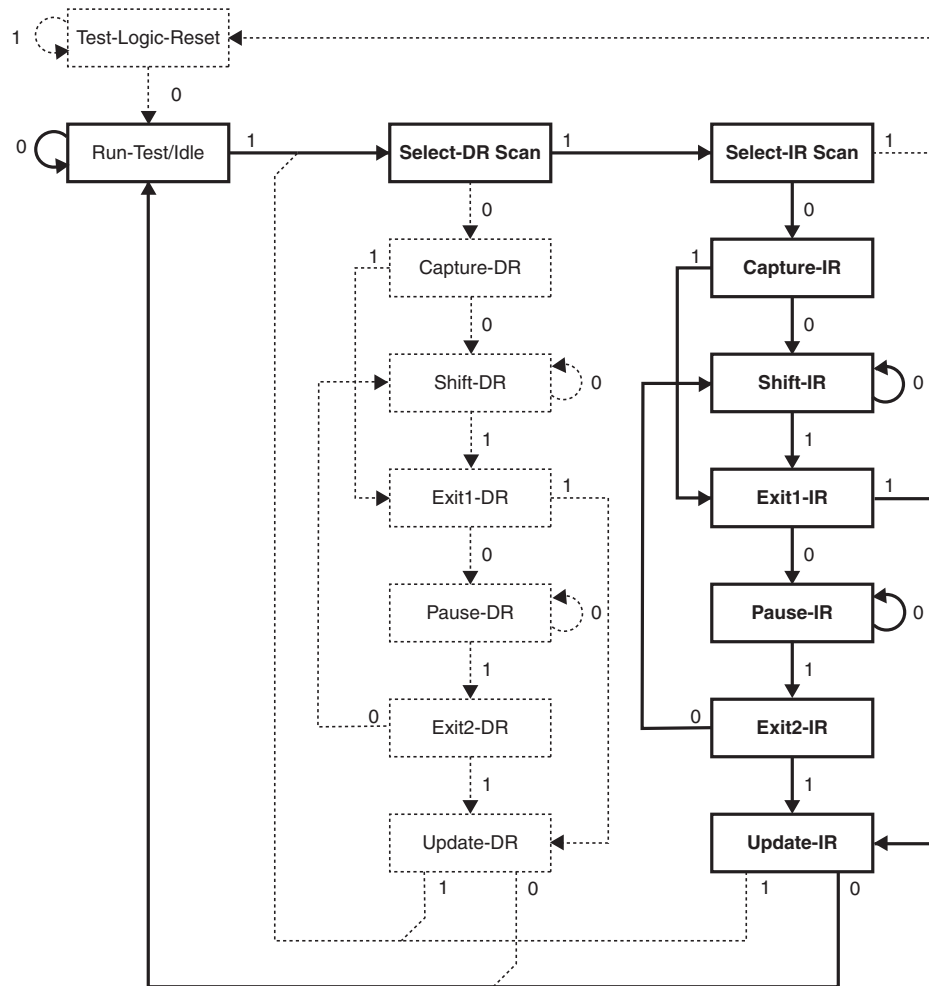 1 Test-Logic-Reset
0
0 Run-Test/Idle 1 Select-DR Scan 1 Select-IR Scan 1
0 0
1 Capture-DR 1 Capture-IR
0 0
Shift-DR 0 Shift-IR 0
1 1
Exit1-DR 1 Exit1-IR 1
0 0
Pause-DR 0 Pause-IR 0
1 1
0 Exit2-DR 0 Exit2-IR
1 1
Update-DR Update-IR
1 0 1 0